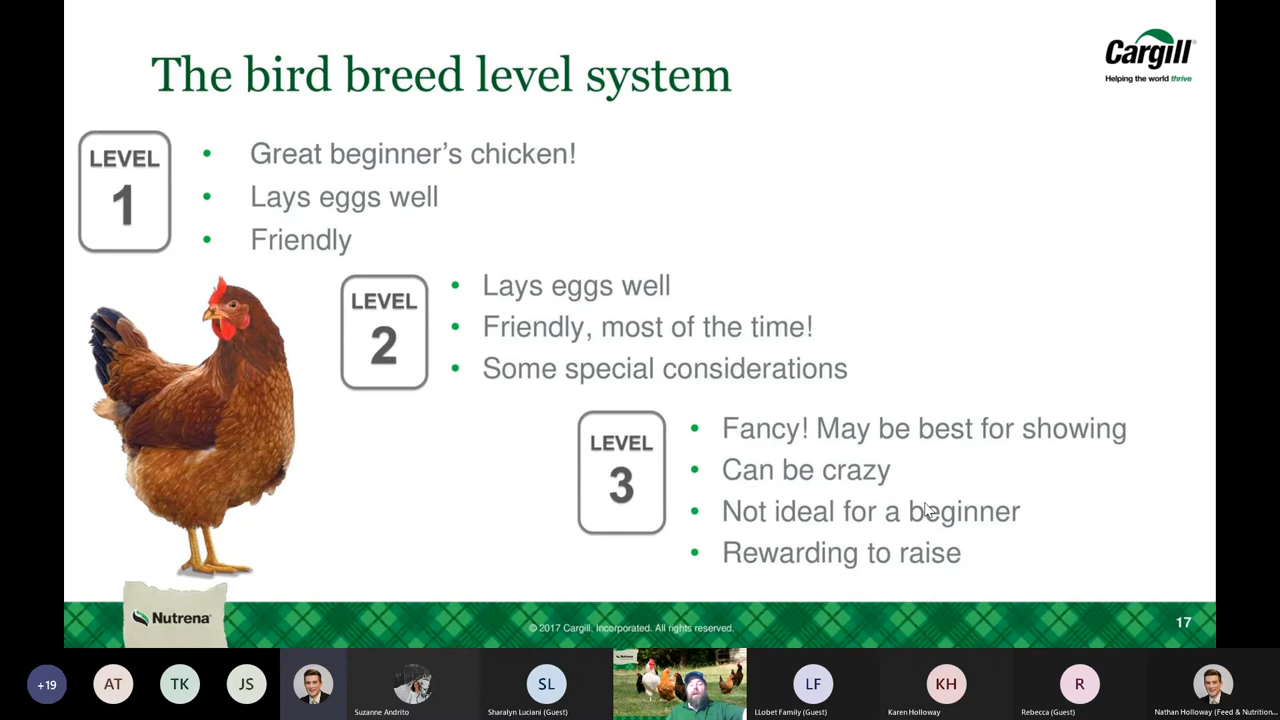 The bird breed level system
Cargill
Helping the world thrive
LEVEL
1
Great beginner's chicken!
Lays eggs well
Friendly
LEVEL
2
Lays eggs well
Friendly, most of the time!
Some special considerations
LEVEL
3
Fancy! May be best for showing
Can be crazy
Not ideal for a beginner
Rewarding to raise
Nutrena
© 2017 Cargill, Incorporated. All rights reserved.
17
+19
AT
TK
JS
Suzanne Andrito
SL
Sharalyn Luciani (Guest)
Nutrena
LF
LLobet Family (Guest)
KH
Karen Holloway
R
Rebecca (Guest)
Nathan Holloway (Feed & Nutrition...